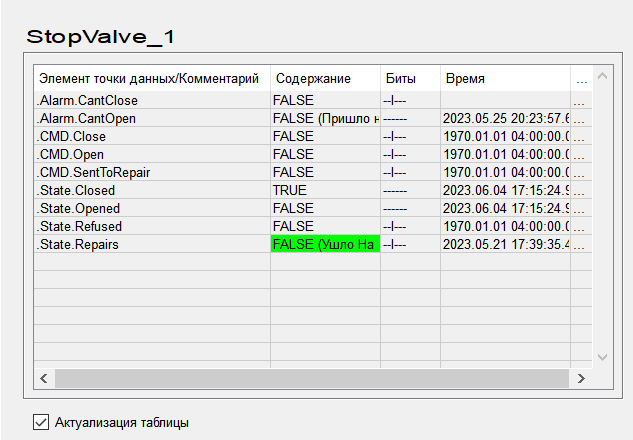 StopValve_1
Элемент точки данных/Комментарий Содержание Биты Время ...
.Alarm.CantClose FALSE --I--- ...
.Alarm.CantOpen FALSE (Пришло н ------ 2023.05.25 20:23:57.6 ...
.CMD.Close FALSE --I--- 1970.01.01 04:00:00.0 ...
.CMD.Open FALSE --I--- 1970.01.01 04:00:00.0 ...
.CMD.SentToRepair FALSE --I--- 1970.01.01 04:00:00.0 ...
.State.Closed TRUE ------ 2023.06.04 17:15:24.9 ...
.State.Opened FALSE ------ 2023.06.04 17:15:24.9 ...
.State.Refused FALSE --I--- 1970.01.01 04:00:00.0 ...
.State.Repairs FALSE (Ушло На --I--- 2023.05.21 17:39:35.4 ...
Актуализация таблицы